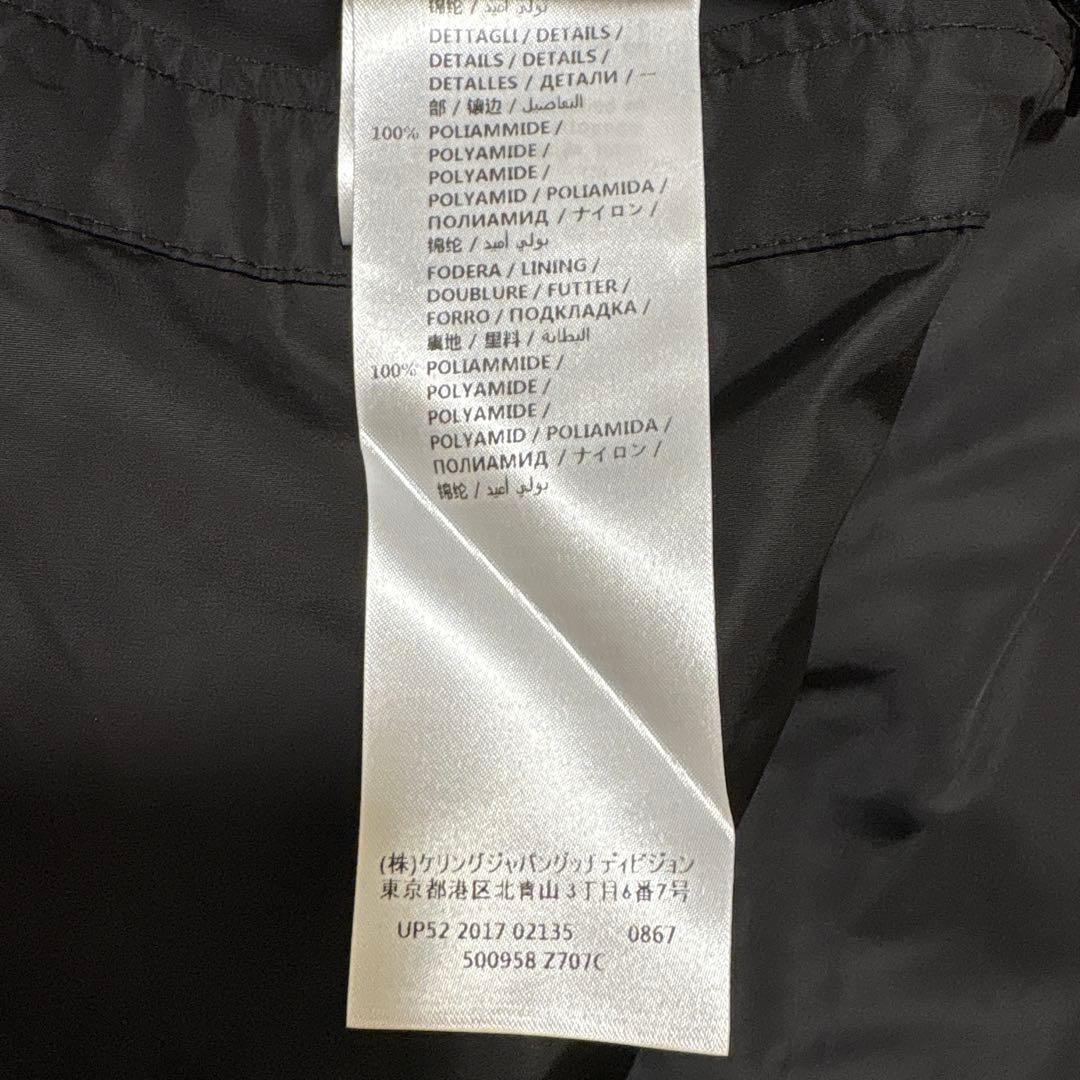 锦纶 / بولي أميد /
DETTAGLI / DETAILS /
DETAILS / DETAILS /
DETALLES / ДЕТАЛИ / 一
部 / 镶边 / التفاصيل
100% POLIAMMIDE /
POLYAMIDE /
POLYAMIDE /
POLYAMID / POLIAMIDA /
ПОЛИАМИД / ナイロン /
锦纶 / بولي أميد
FODERA / LINING /
DOUBLURE / FUTTER /
FORRO / ПОДКЛАДКА /
裏地 / 里料 / البطانة
100% POLIAMMIDE /
POLYAMIDE /
POLYAMIDE /
POLYAMID / POLIAMIDA /
ПОЛИАМИД / ナイロン /
锦纶 / بولي أميد
(株)ケリングジャパングッチ ディビジョン
東京都港区北青山3丁目6番7号
UP52 2017 02135 0867
500958 Z707C